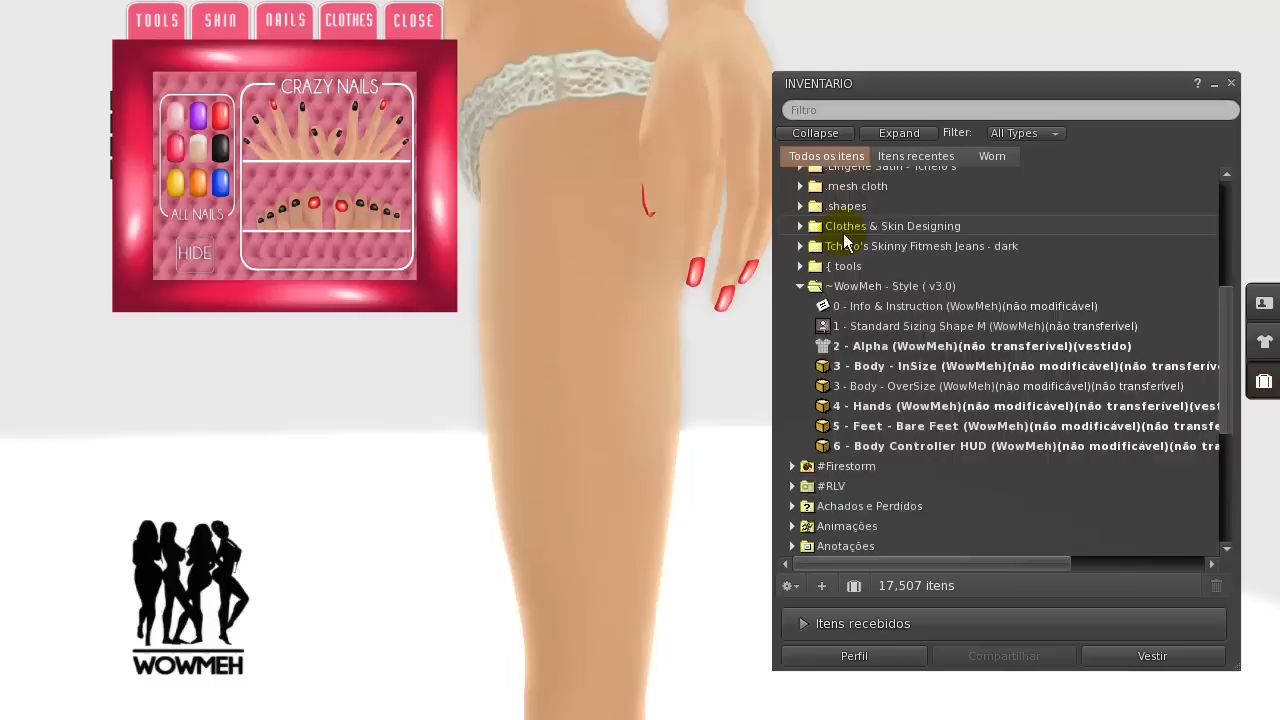 TOOLS
SKIN
NAILS
CLOTHES
CLOSE
CRAZY NAILS
ALL NAILS
HIDE
WOWMEH
INVENTARIO
?
Filtro
Collapse
Expand
Filter:
All Types
Todos os itens
Itens recentes
Worn
.Lingerie Satin - Tchelo's
.mesh cloth
.shapes
Clothes & Skin Designing
Skinny Fitmesh Jeans - dark
{ tools
~WowMeh - Style ( v3.0)
0 - Info & Instruction (WowMeh)(não modificável)
1 - Standard Sizing Shape M (WowMeh)(não transferível)
2 - Alpha (WowMeh)(não transferível)(vestido)
3 - Body - InSize (WowMeh)(não modificável)(não transferív
3 - Body - OverSize (WowMeh)(não modificável)(não transferível)
4 - Hands (WowMeh)(não modificável)(não transferível)(vest
5 - Feet - Bare Feet (WowMeh)(não modificável)(não transfe
6 - Body Controller HUD (WowMeh)(não modificável)(não tra
#Firestorm
#RLV
Achados e Perdidos
Animações
Anotações
17,507 itens
Itens recebidos
Perfil
Compartilhar
Vestir